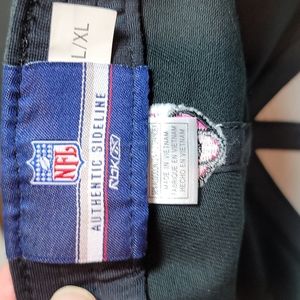 L/XL
NFL
AUTHENTIC SIDELINE
Reebok
MADE IN VIETNAM
FABRIQUE EN VIETNAM
HECHO EN VIETNAM